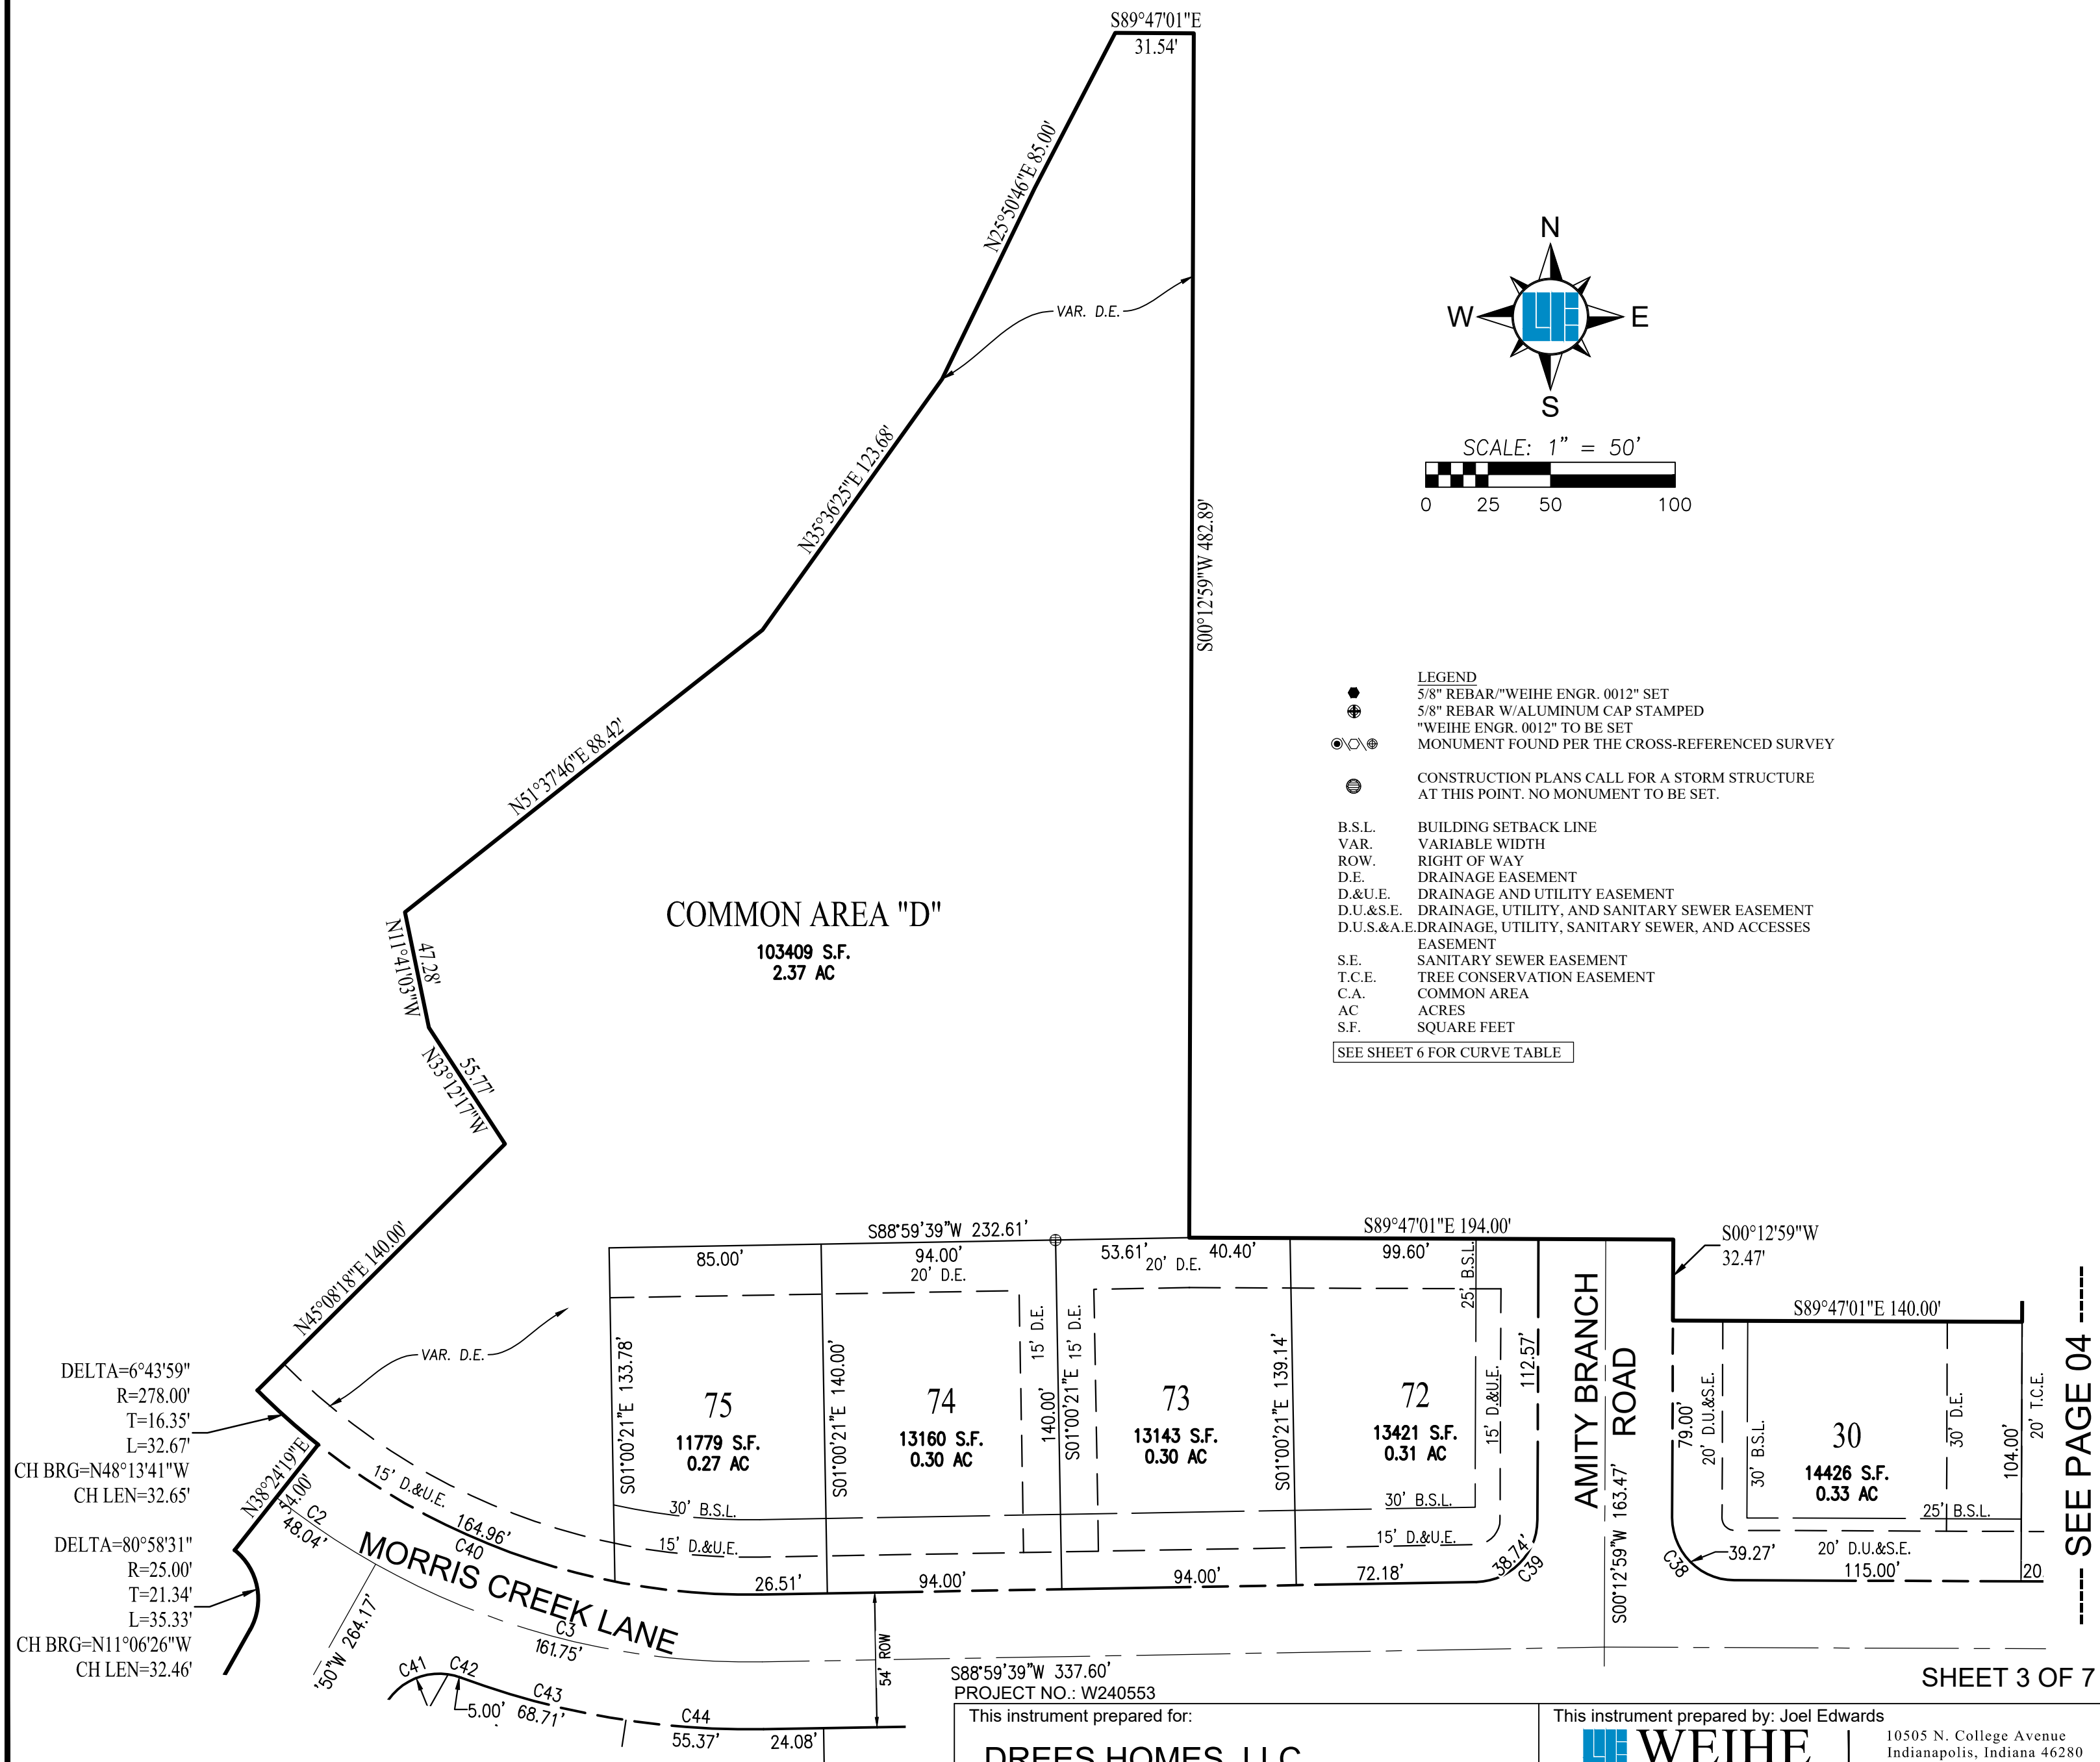 S89°47'01"E
31.54'
N25°50'46"E 85.00'
VAR. D.E.
N35°36'25"E 123.68'
S00°12'59"W 482.89'
N51°37'46"E 88.42'
N
W
E
S
SCALE: 1" = 50'
0 25 50 100
LEGEND
5/8" REBAR/"WEIHE ENGR. 0012" SET
5/8" REBAR W/ALUMINUM CAP STAMPED
"WEIHE ENGR. 0012" TO BE SET
MONUMENT FOUND PER THE CROSS-REFERENCED SURVEY
CONSTRUCTION PLANS CALL FOR A STORM STRUCTURE
AT THIS POINT. NO MONUMENT TO BE SET.
B.S.L. BUILDING SETBACK LINE
VAR. VARIABLE WIDTH
ROW. RIGHT OF WAY
D.E. DRAINAGE EASEMENT
D.&U.E. DRAINAGE AND UTILITY EASEMENT
D.U.&S.E. DRAINAGE, UTILITY, AND SANITARY SEWER EASEMENT
D.U.S.&A.E. DRAINAGE, UTILITY, SANITARY SEWER, AND ACCESSES
EASEMENT
S.E. SANITARY SEWER EASEMENT
T.C.E. TREE CONSERVATION EASEMENT
C.A. COMMON AREA
AC ACRES
S.F. SQUARE FEET
SEE SHEET 6 FOR CURVE TABLE
COMMON AREA "D"
103409 S.F.
2.37 AC
47.28'
N11°41'03"W
55.77'
N33°12'17"W
N45°08'18"E 140.00'
VAR. D.E.
DELTA=6°43'59"
R=278.00'
T=16.35'
L=32.67'
CH BRG=N48°13'41"W
CH LEN=32.65'
N38°24'19"E
54.00'
DELTA=80°58'31"
R=25.00'
T=21.34'
L=35.33'
CH BRG=N11°06'26"W
CH LEN=32.46'
C2
48.04'
15' D.&U.E.
164.96'
C40
MORRIS CREEK LANE
C3
161.75'
'50"W 264.17'
C41
C42
5.00'
C43
68.71'
C44
55.37'
24.08'
54' ROW
S88°59'39"W 337.60'
S88°59'39"W 232.61'
85.00'
94.00'
20' D.E.
53.61'
20' D.E.
40.40'
S89°47'01"E 194.00'
99.60'
25' B.S.L.
S01°00'21"E 133.78'
75
11779 S.F.
0.27 AC
30' B.S.L.
15' D.&U.E.
26.51'
S01°00'21"E 140.00'
74
13160 S.F.
0.30 AC
94.00'
15' D.E.
140.00'
S01°00'21"E 15' D.E.
73
13143 S.F.
0.30 AC
94.00'
S01°00'21"E 139.14'
72
13421 S.F.
0.31 AC
30' B.S.L.
15' D.&U.E.
15' D.&U.E.
72.18'
112.57'
38.74'
C39
AMITY BRANCH
ROAD
S00°12'59"W 163.47'
S00°12'59"W
32.47'
S89°47'01"E 140.00'
79.00'
20' D.U.&S.E.
30' B.S.L.
30
14426 S.F.
0.33 AC
30' D.E.
104.00'
20' T.C.E.
25' B.S.L.
C38
39.27'
20' D.U.&S.E.
115.00'
20
------ SEE PAGE 04 ------
SHEET 3 OF 7
PROJECT NO.: W240553
This instrument prepared for:
DREES HOMES, LLC
This instrument prepared by: Joel Edwards
WEIHE
10505 N. College Avenue
Indianapolis, Indiana 46280